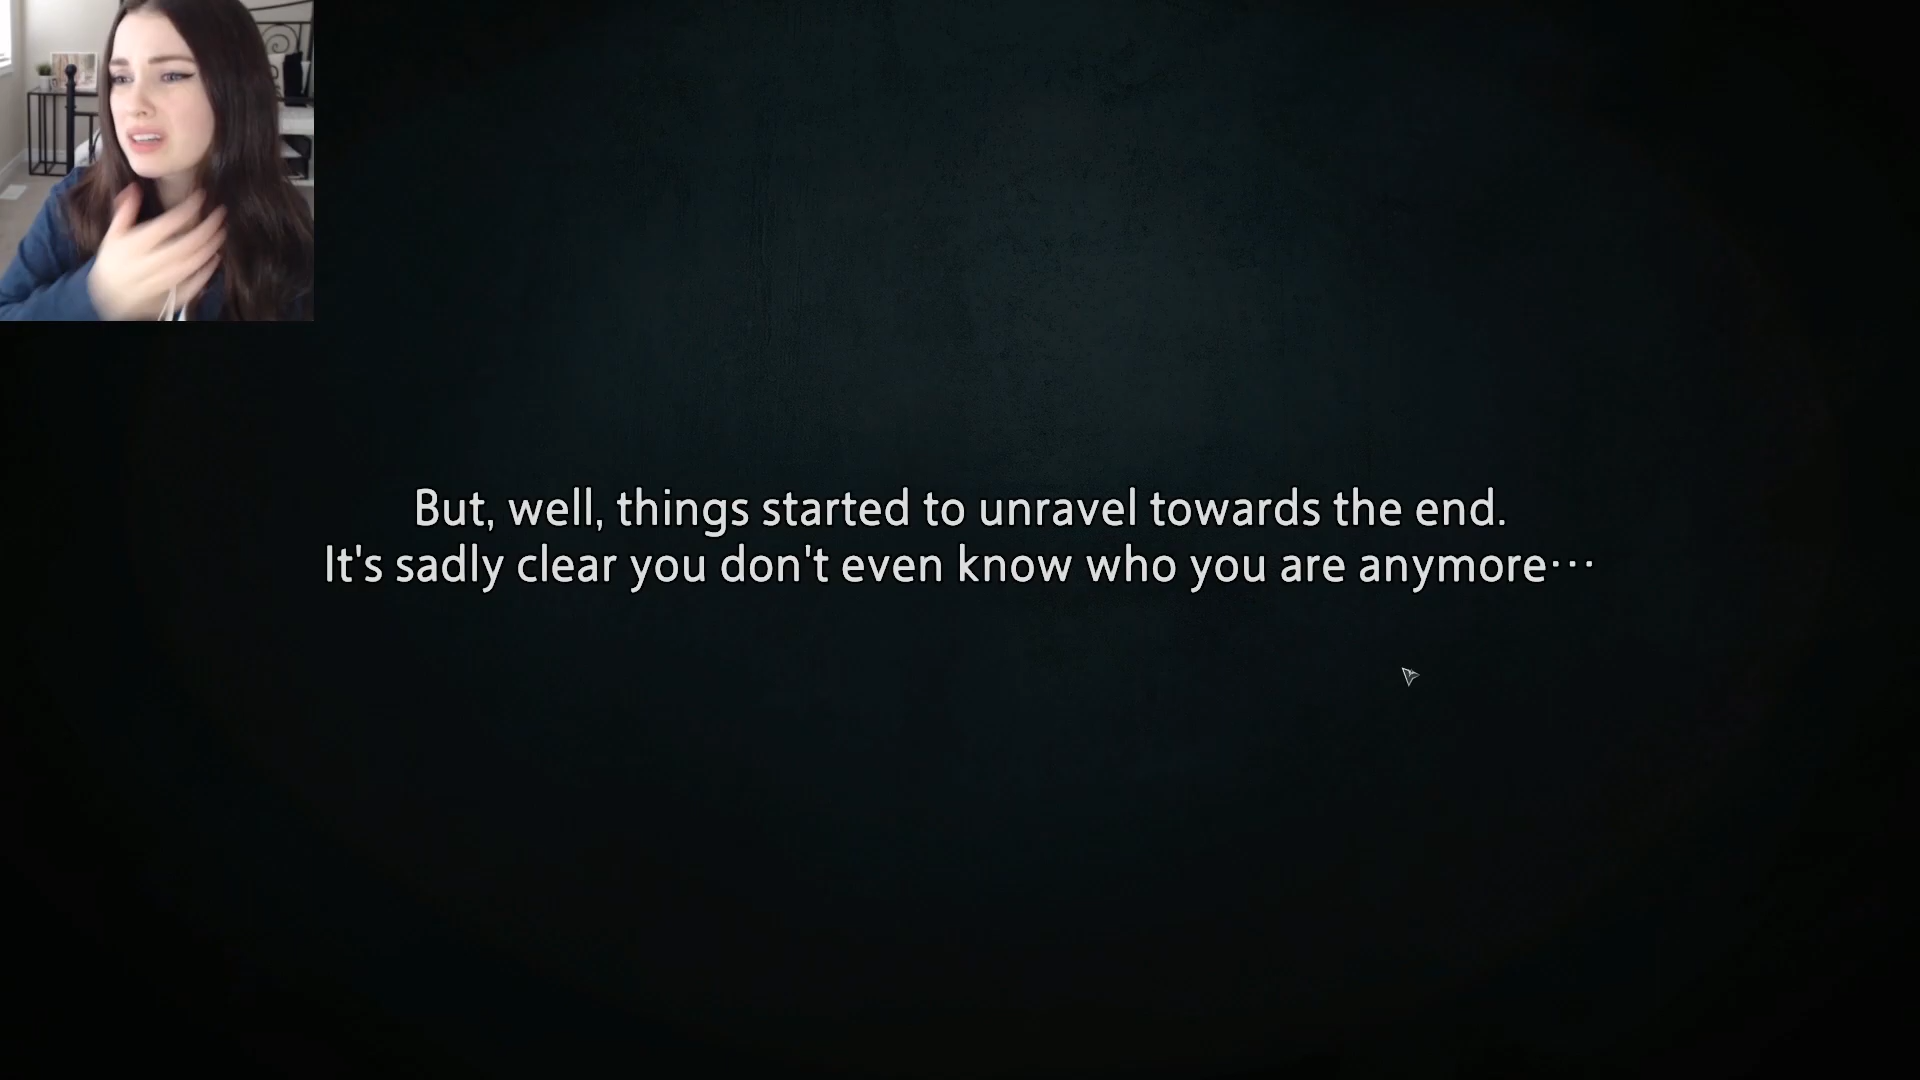 But, well, things started to unravel towards the end.
It's sadly clear you don't even know who you are anymore···